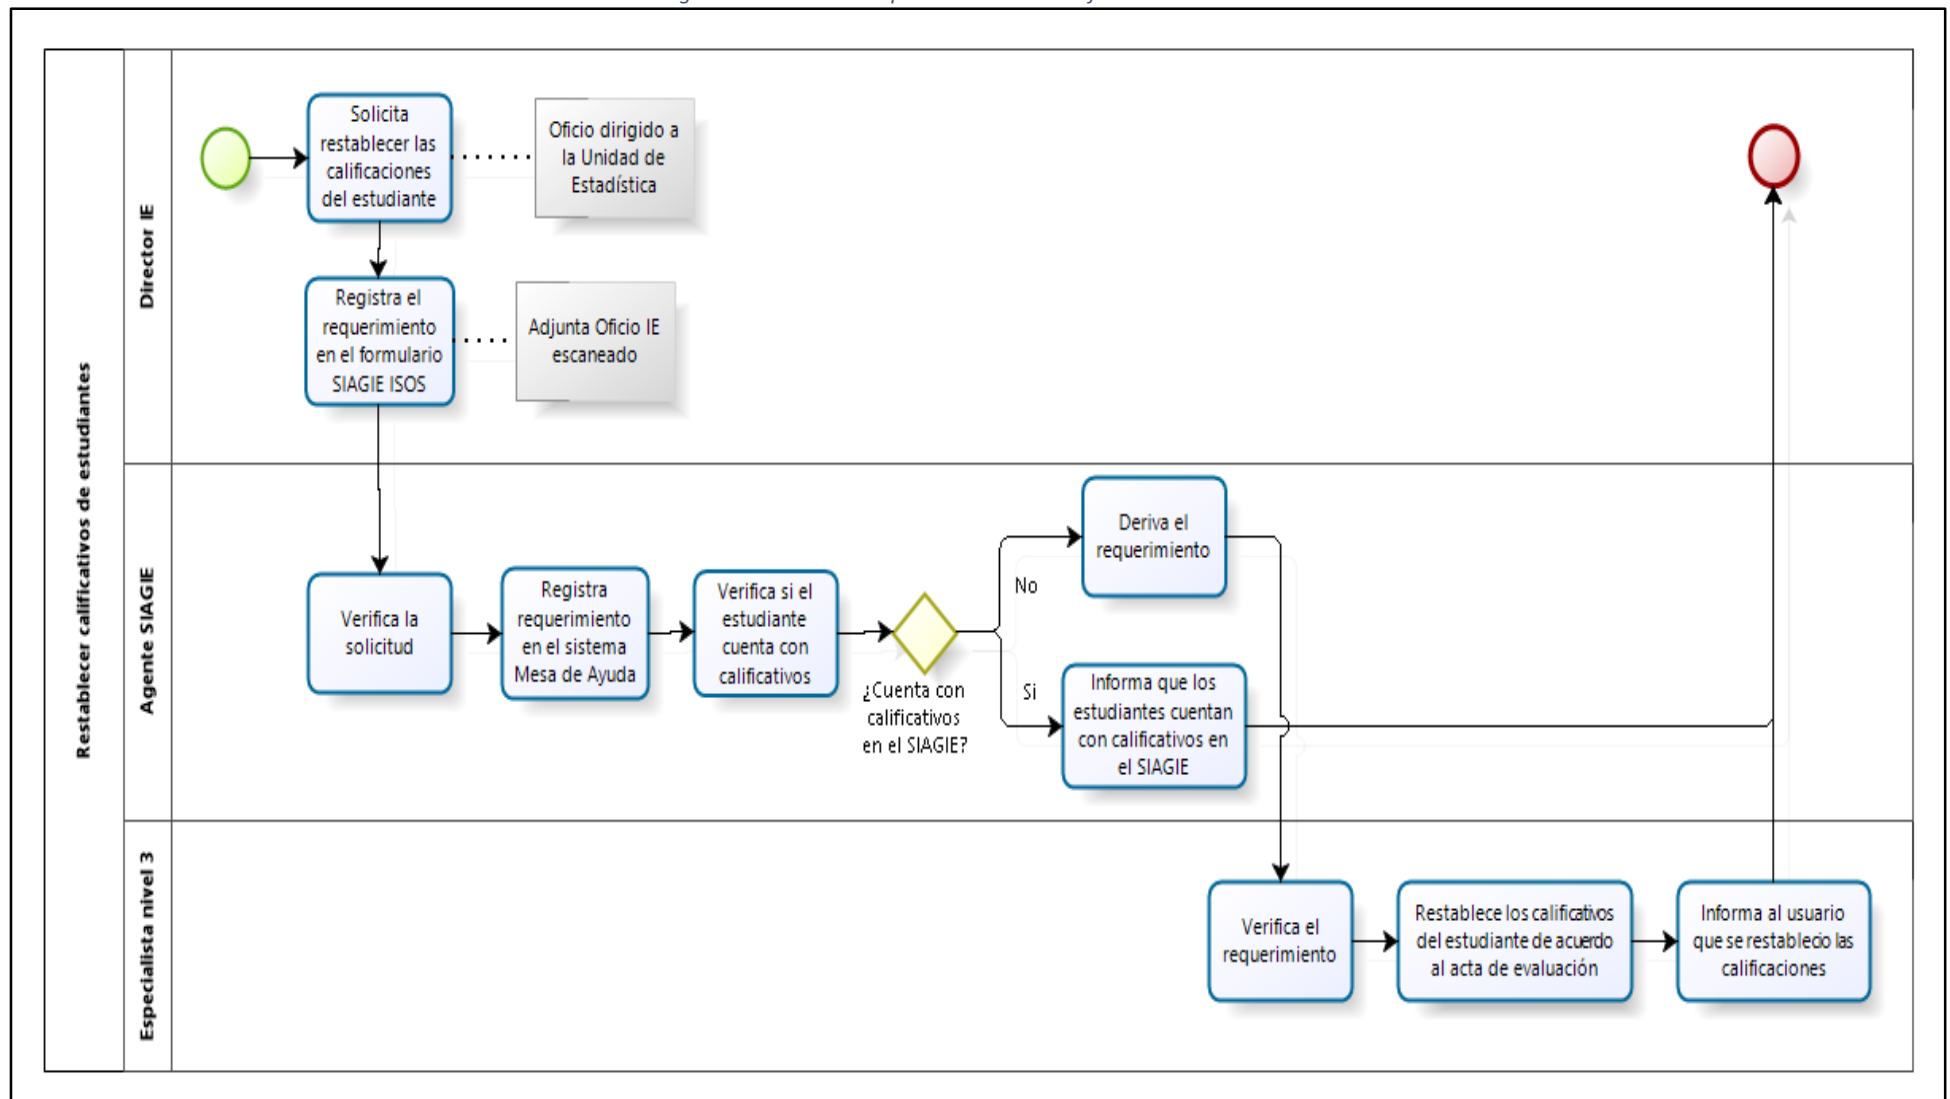 Restablecer calificativos de estudiantes
Director IE
Solicita
restablecer las
calificaciones
del estudiante
Oficio dirigido a
la Unidad de
Estadística
Registra el
requerimiento
en el formulario
SIAGIE ISOS
Adjunta Oficio IE
escaneado
Agente SIAGIE
Verifica la
solicitud
Registra
requerimiento
en el sistema
Mesa de Ayuda
Verifica si el
estudiante
cuenta con
calificativos
¿Cuenta con
calificativos
en el SIAGIE?
No
Deriva el
requerimiento
Si
Informa que los
estudiantes cuentan
con calificativos en
el SIAGIE
Especialista nivel 3
Verifica el
requerimiento
Restablece los calificativos
del estudiante de acuerdo
al acta de evaluación
Informa al usuario
que se restablecio las
calificaciones